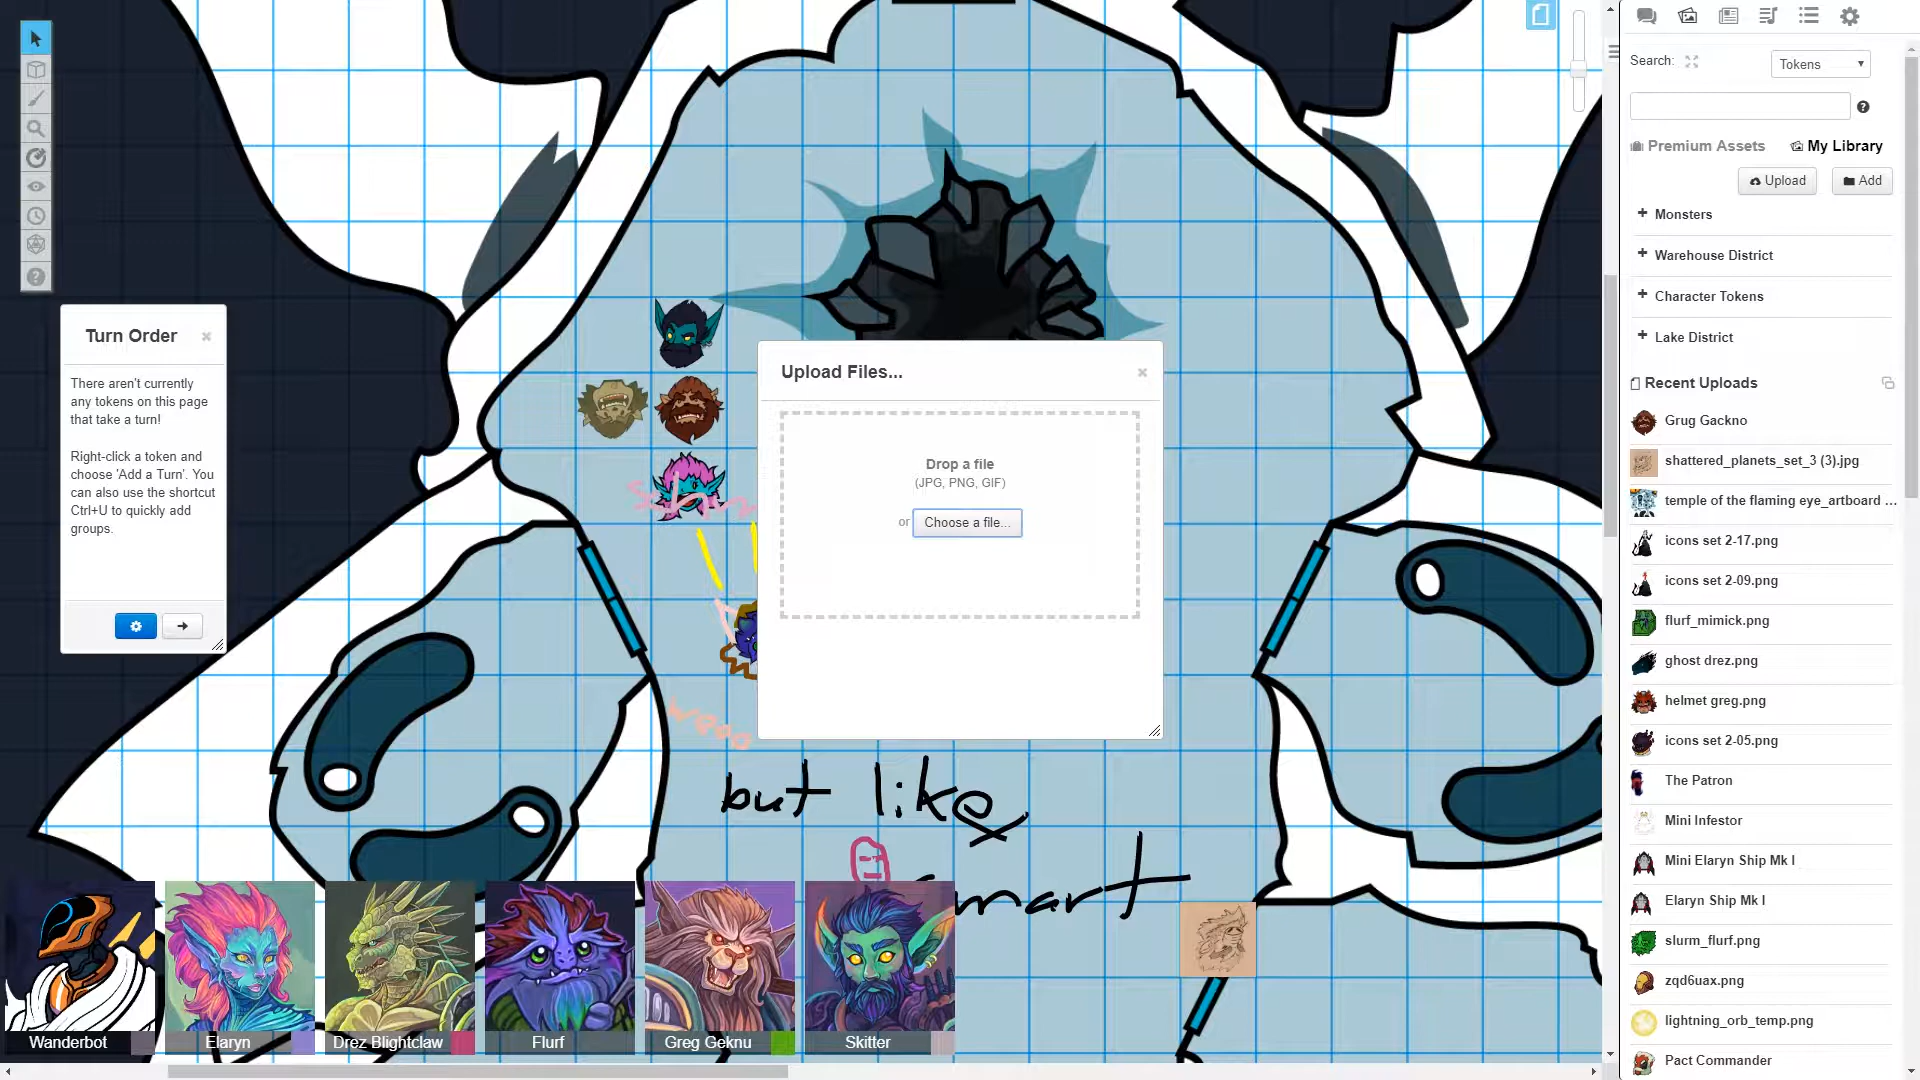 Search:
Tokens
Premium Assets
My Library
Upload
Add
Monsters
Warehouse District
Character Tokens
Lake District
Recent Uploads
Grug Gackno
shattered_planets_set_3 (3).jpg
temple of the flaming eye_artboard ...
icons set 2-17.png
icons set 2-09.png
flurf_mimick.png
ghost drez.png
helmet greg.png
icons set 2-05.png
The Patron
Mini Infestor
Mini Elaryn Ship Mk I
Elaryn Ship Mk I
slurm_flurf.png
zqd6uax.png
lightning_orb_temp.png
Pact Commander
Turn Order
There aren't currently
any tokens on this page
that take a turn!
Right-click a token and
choose 'Add a Turn'. You
can also use the shortcut
Ctrl+U to quickly add
groups.
Upload Files...
Drop a file
(JPG, PNG, GIF)
or Choose a file...
weoo
but like
smart
Wanderbot
Elaryn
Drez Blightclaw
Flurf
Greg Geknu
Skitter